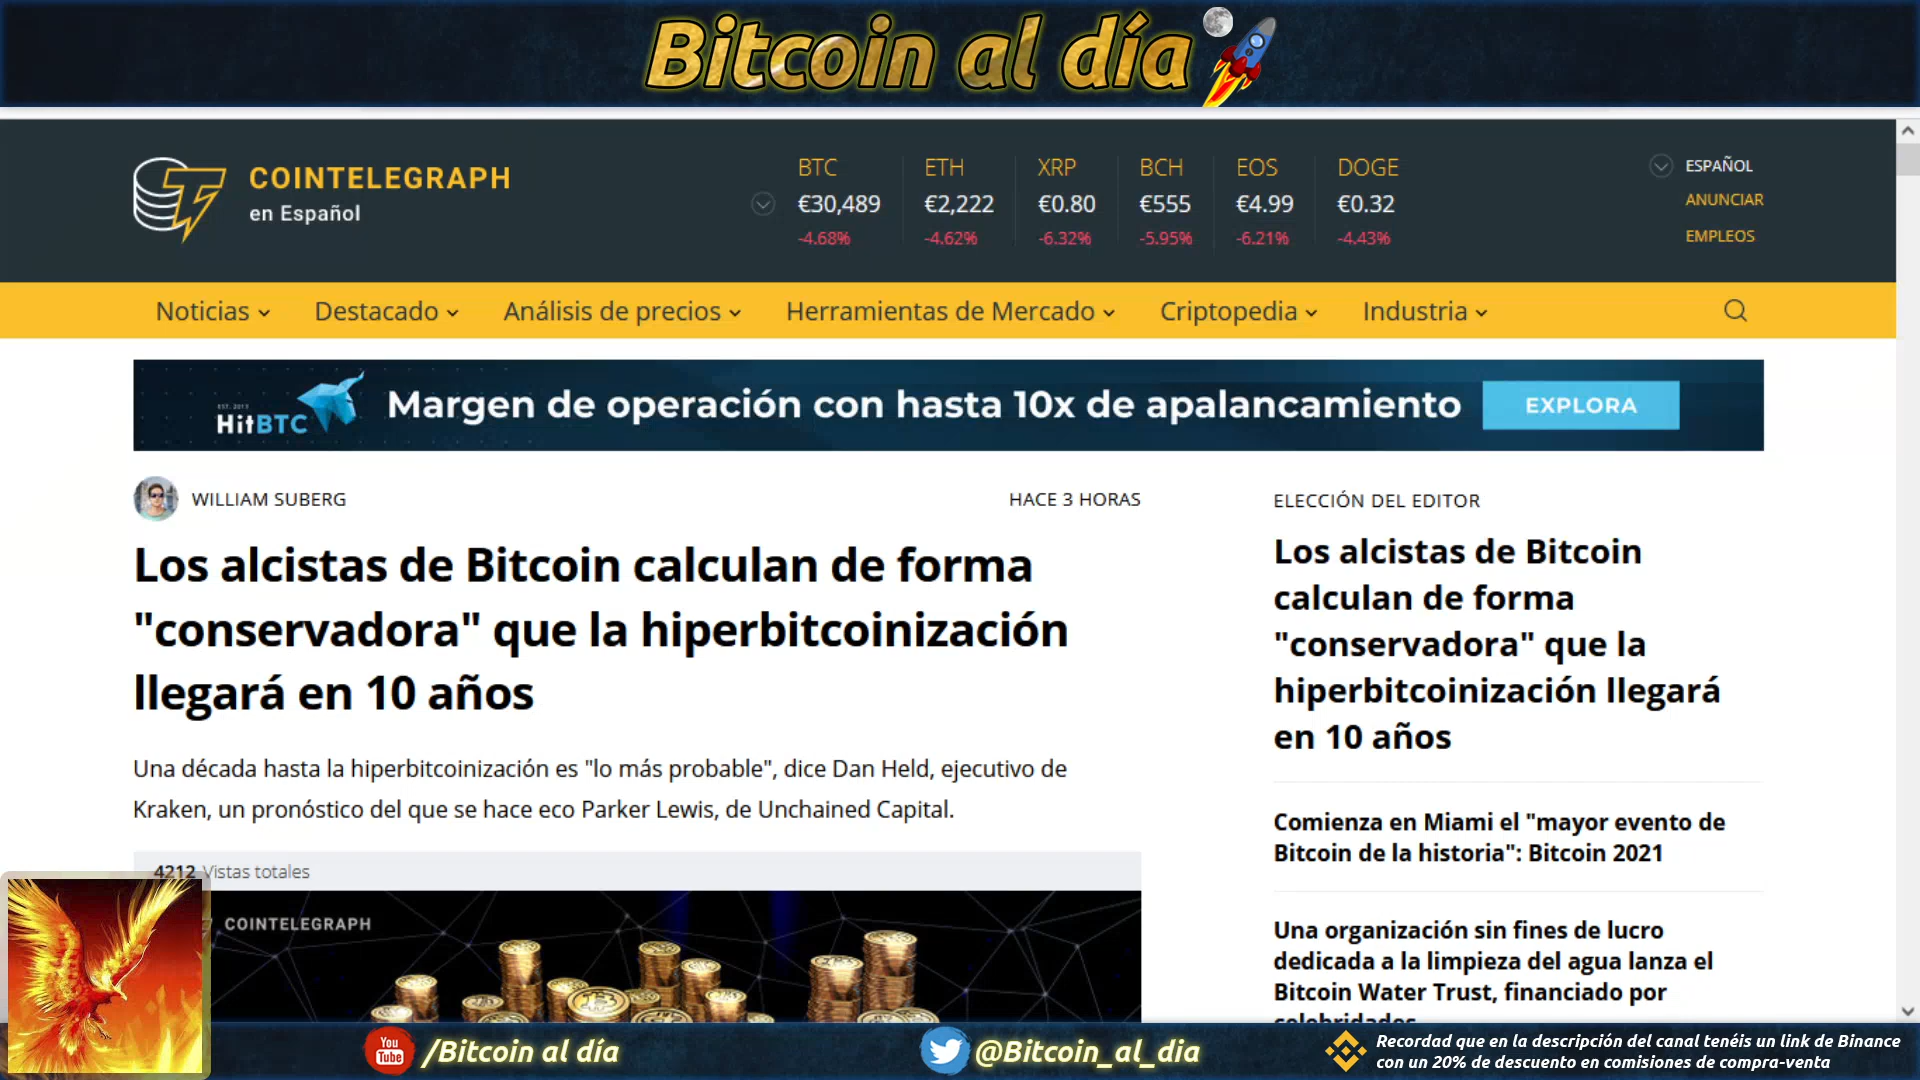 Bitcoin al día
COINTELEGRAPH
en Español
BTC ETH XRP BCH EOS DOGE
€30,489 €2,222 €0.80 €555 €4.99 €0.32
-4.68% -4.62% -6.32% -5.95% -6.21% -4.43%
ESPAÑOL
ANUNCIAR
EMPLEOS
Noticias Destacado Análisis de precios Herramientas de Mercado Criptopedia Industria
EST. 2013
HitBTC
Margen de operación con hasta 10x de apalancamiento
EXPLORA
WILLIAM SUBERG
HACE 3 HORAS
Los alcistas de Bitcoin calculan de forma
"conservadora" que la hiperbitcoinización
llegará en 10 años
Una década hasta la hiperbitcoinización es "lo más probable", dice Dan Held, ejecutivo de
Kraken, un pronóstico del que se hace eco Parker Lewis, de Unchained Capital.
4212 Vistas totales
COINTELEGRAPH
ELECCIÓN DEL EDITOR
Los alcistas de Bitcoin
calculan de forma
"conservadora" que la
hiperbitcoinización llegará
en 10 años
Comienza en Miami el "mayor evento de
Bitcoin de la historia": Bitcoin 2021
Una organización sin fines de lucro
dedicada a la limpieza del agua lanza el
Bitcoin Water Trust, financiado por
celebridades
You
Tube
/Bitcoin al día
@Bitcoin_al_dia
Recordad que en la descripción del canal tenéis un link de Binance
con un 20% de descuento en comisiones de compra-venta